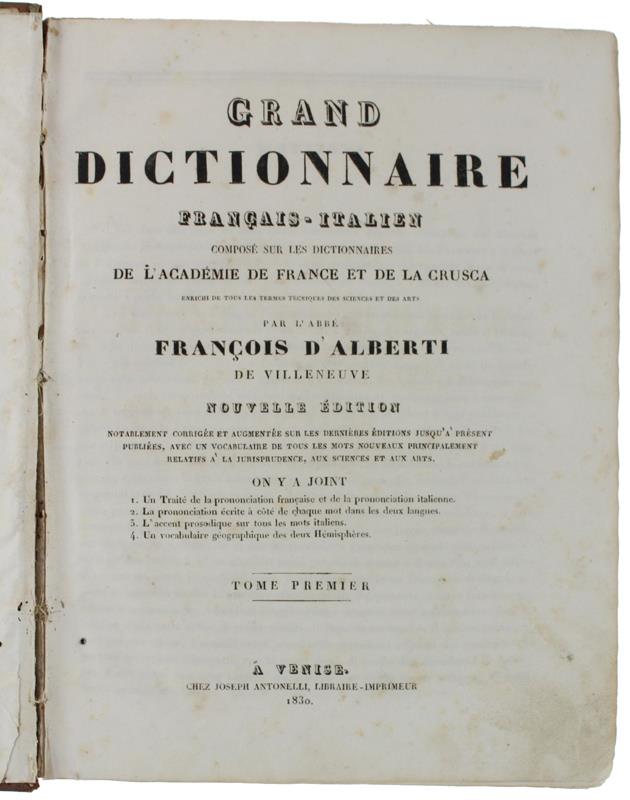 GRAND
DICTIONNAIRE
FRANÇAIS-ITALIEN
COMPOSÉ SUR LES DICTIONNAIRES
DE L'ACADÉMIE DE FRANCE ET DE LA CRUSCA
ENRICHI DE TOUS LES TERMES TECNIQUES DES SCIENCES ET DES ARTS
PAR L'ABBÉ
FRANÇOIS D'ALBERTI
DE VILLENEUVE
NOUVELLE ÉDITION
NOTABLEMENT CORRIGÉE ET AUGMENTÉE SUR LES DERNIÈRES ÉDITIONS JUSQU'A' PRÉSENT
PUBLIÉES, AVEC UN VOCABULAIRE DE TOUS LES MOTS NOUVEAUX PRINCIPALEMENT
RELATIFS A' LA JURISPRUDENCE, AUX SCIENCES ET AUX ARTS.
ON Y A JOINT
1. Un Traité de la prononciation française et de la prononciation italienne.
2. La prononciation écrite à côté de chaque mot dans les deux langues.
3. L'accent prosodique sur tous les mots italiens.
4. Un vocabulaire géographique des deux Hémisphères.
TOME PREMIER
À VENISE.
CHEZ JOSEPH ANTONELLI, LIBRAIRE-IMPRIMEUR
1830.